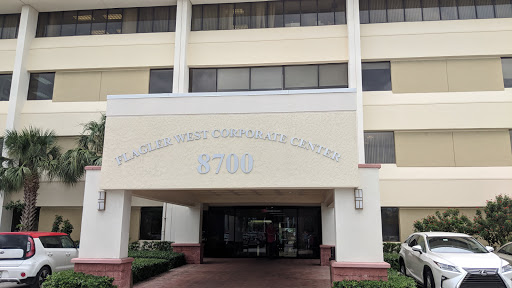 FLAGLER WEST CORPORATE CENTER
8700